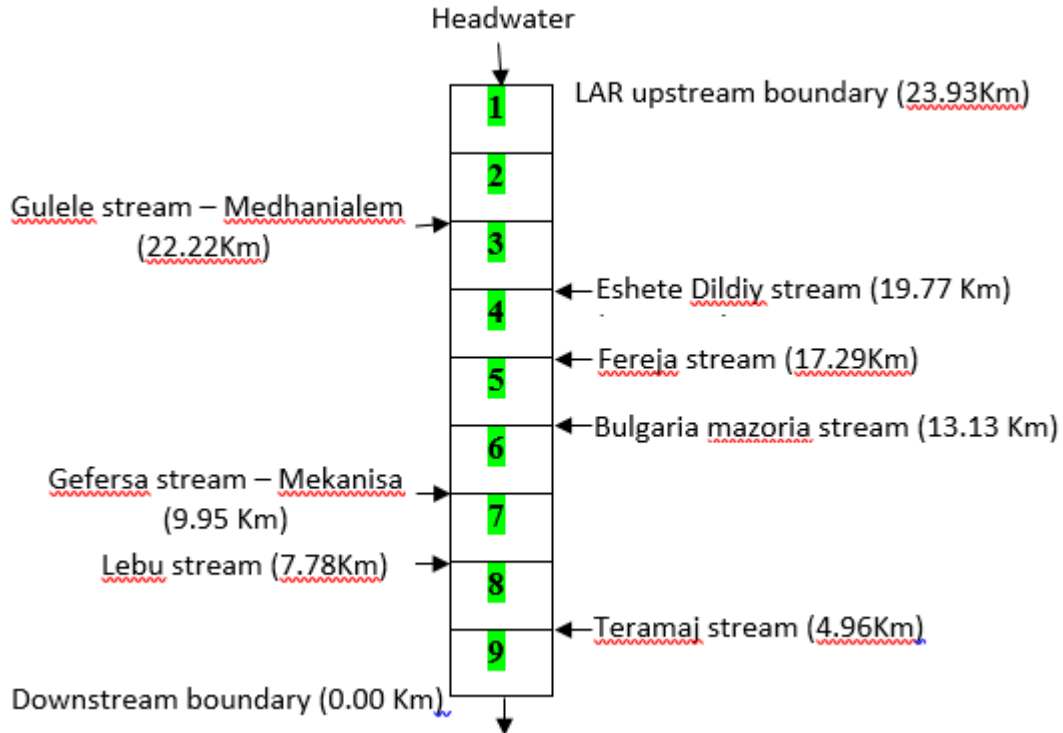 Headwater
1
LAR upstream boundary (23.93Km)
2
Gulele stream – Medhanialem
(22.22Km)
3
Eshete Dildiy stream (19.77 Km)
4
Fereja stream (17.29Km)
5
Bulgaria mazoria stream (13.13 Km)
6
Gefersa stream – Mekanisa
(9.95 Km)
7
Lebu stream (7.78Km)
8
Teramaj stream (4.96Km)
9
Downstream boundary (0.00 Km)